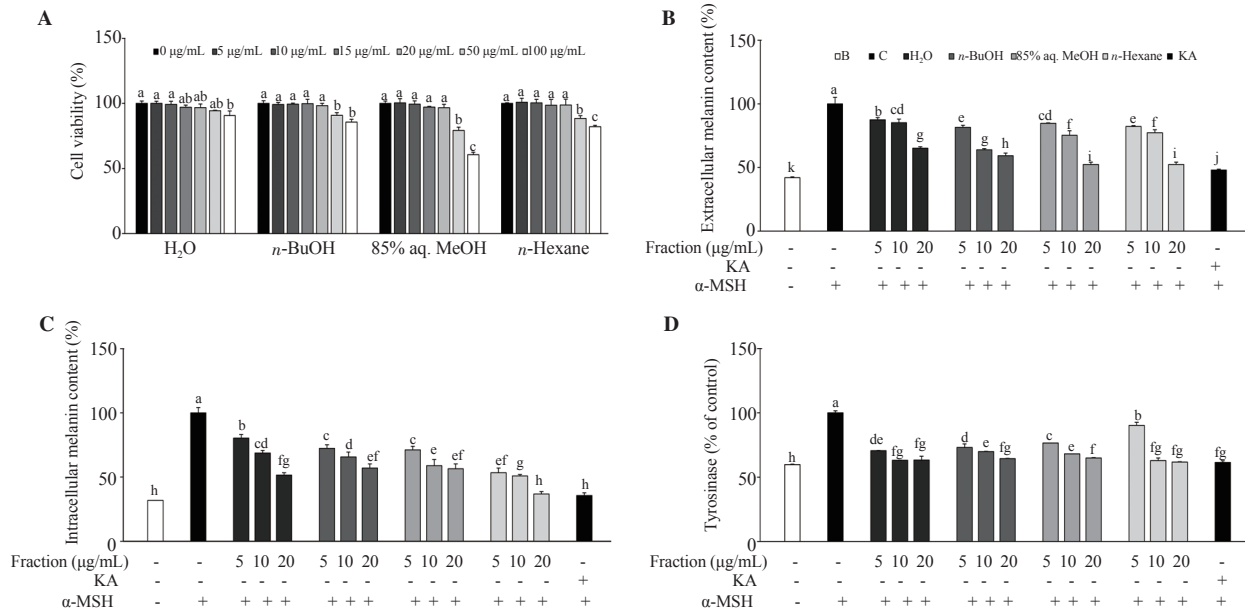 A
150
100
50
0
Cell viability (%)
■0 μg/mL ■5 μg/mL ■10 μg/mL ■15 μg/mL □20 μg/mL □50 μg/mL □100 μg/mL
a a a ab ab ab b
a a a a a b b
a a a a a b c
a a a a a b c
H₂O n-BuOH 85% aq. MeOH n-Hexane
B
150
100
50
0
Extracellular melanin content (%)
□B ■C ■H₂O ■n-BuOH ■85% aq. MeOH □n-Hexane ■KA
k a b cd g e g h cd f i e f i j
Fraction (μg/mL) - - 5 10 20 5 10 20 5 10 20 5 10 20 -
KA - - - - - - - - - - - - - - +
α-MSH - + + + + + + + + + + + + + +
C
150
100
50
0
Intracellular melanin content (%)
h a b cd fg c d ef c e ef ef g h h
Fraction (μg/mL) - - 5 10 20 5 10 20 5 10 20 5 10 20 -
KA - - - - - - - - - - - - - - +
α-MSH - + + + + + + + + + + + + + +
D
150
100
50
0
Tyrosinase (% of control)
h a de fg fg d e fg c e f b fg fg fg
Fraction (μg/mL) - - 5 10 20 5 10 20 5 10 20 5 10 20 -
KA - - - - - - - - - - - - - - +
α-MSH - + + + + + + + + + + + + + +